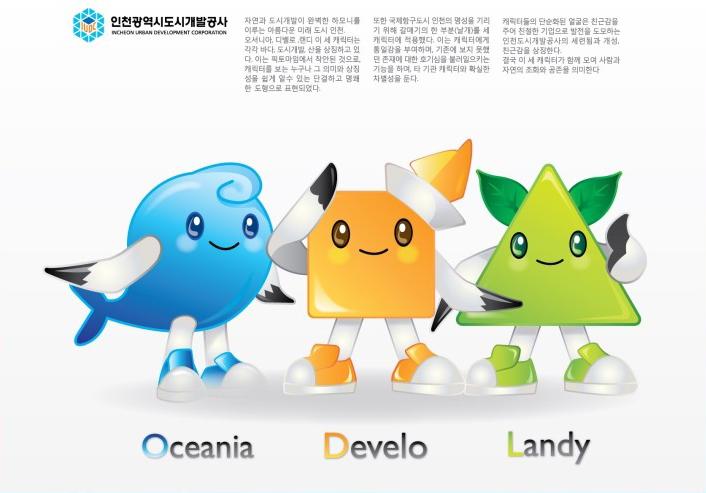 인천광역시도시개발공사
INCHEON URBAN DEVELOPMENT CORPORATION
자연과 도시개발이 완벽한 하모니를
이루는 아름다운 미래 도시 인천.
오셔니아, 디벨로, 랜디 이 세 캐릭터는
각각 바다, 도시개발, 산을 상징하고 있
다. 이는 픽토마임에서 착안된 것으로,
캐릭터를 보는 누구나 그 의미와 상징
성을 쉽게 알수 있는 단결하고 명쾌
한 도형으로 표현되었다.
또한 국제항구도시 인천의 명성을 기리
기 위해 갈매기의 한 부분(날개)를 세
캐릭터에 적용했다. 이는 캐릭터에게
통일감을 부여하며, 기존에 보지 못했
던 존재에 대한 호기심을 불러일으키는
기능을 하며, 타 기관 캐릭터와 확실한
차별성을 둔다.
캐릭터들의 단순화된 얼굴은 친근감을
주어 친절한 기업으로 발전을 도모하는
인천도시개발공사의 세련됨과 개성,
친근감을 상징한다.
결국 이 세 캐릭터가 함께 모여 사람과
자연의 조화와 공존을 의미한다
Oceania
Develo
Landy